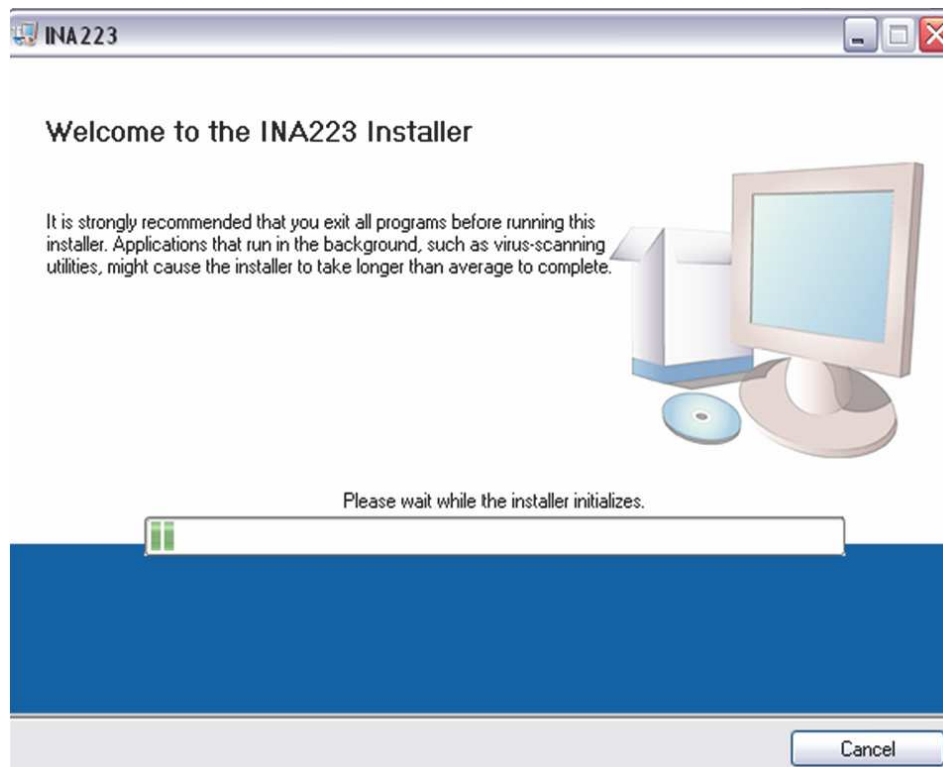 INA223
Welcome to the INA223 Installer
It is strongly recommended that you exit all programs before running this
installer. Applications that run in the background, such as virus-scanning
utilities, might cause the installer to take longer than average to complete.
Please wait while the installer initializes.
Cancel